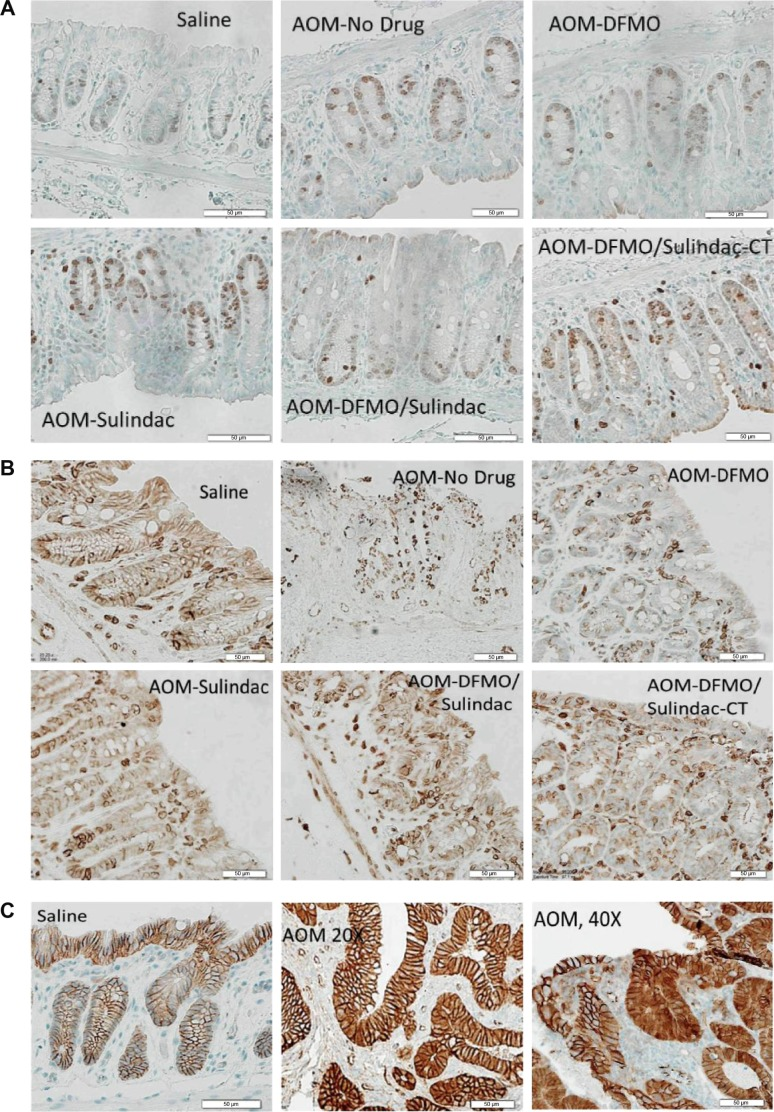 A
Saline
AOM-No Drug
AOM-DFMO
50 µm
50 µm
50 µm
AOM-Sulindac
AOM-DFMO/Sulindac
AOM-DFMO/Sulindac-CT
50 µm
50 µm
50 µm
B
Saline
AOM-No Drug
AOM-DFMO
50 µm
50 µm
50 µm
AOM-Sulindac
AOM-DFMO/
Sulindac
AOM-DFMO/
Sulindac-CT
50 µm
50 µm
50 µm
C
Saline
AOM 20X
AOM, 40X
50 µm
50 µm
50 µm